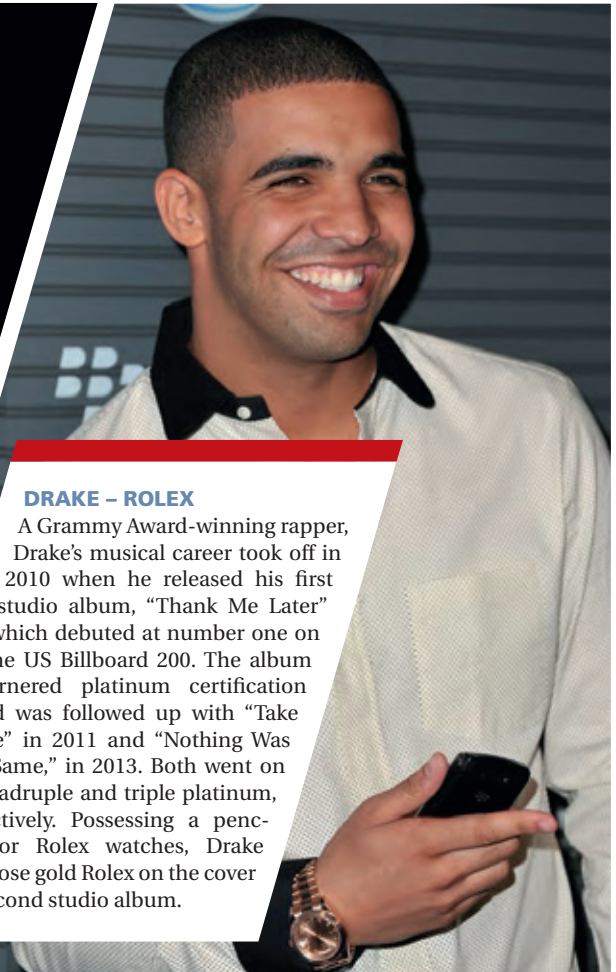 DRAKE – ROLEX
A Grammy Award-winning rapper,
Drake’s musical career took off in
2010 when he released his first
studio album, “Thank Me Later”
which debuted at number one on
he US Billboard 200. The album
rnered platinum certification
d was followed up with “Take
e” in 2011 and “Nothing Was
Same,” in 2013. Both went on
adruple and triple platinum,
ctively. Possessing a penc-
or Rolex watches, Drake
ose gold Rolex on the cover
cond studio album.